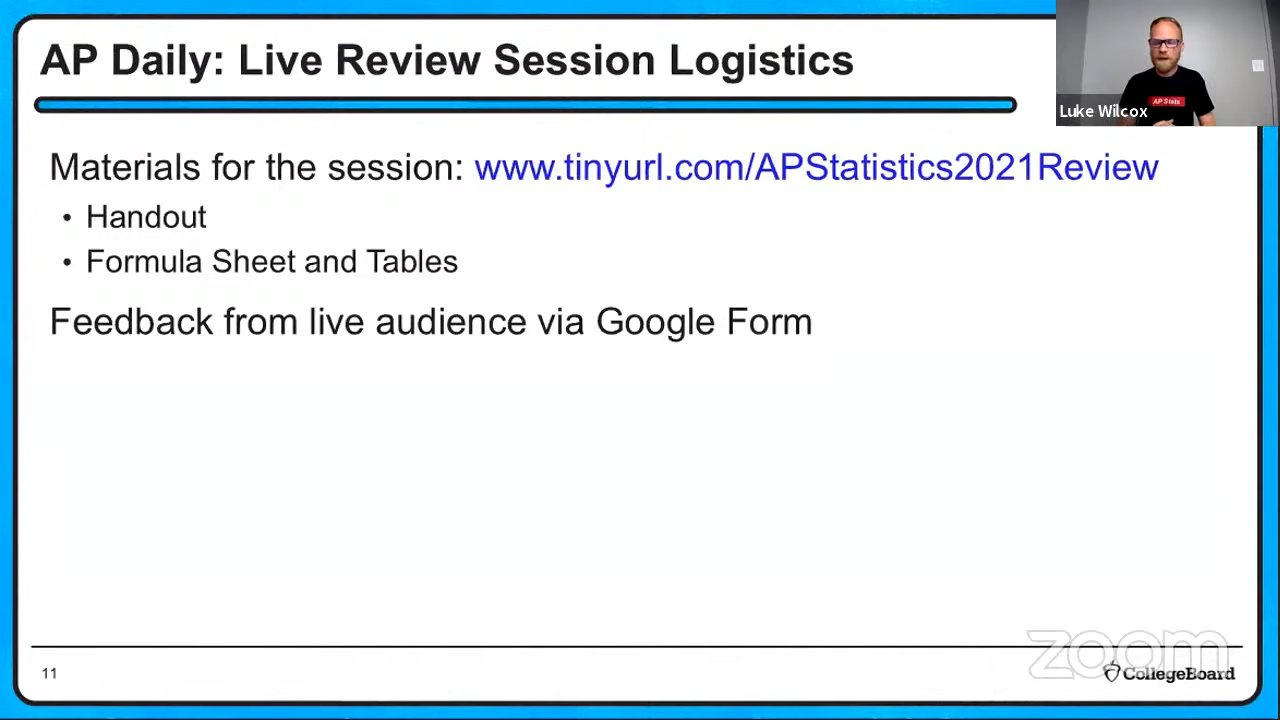 AP Daily: Live Review Session Logistics
AP Stats
Luke Wilcox
Materials for the session: www.tinyurl.com/APStatistics2021Review
• Handout
• Formula Sheet and Tables
Feedback from live audience via Google Form
zoom
11
CollegeBoard